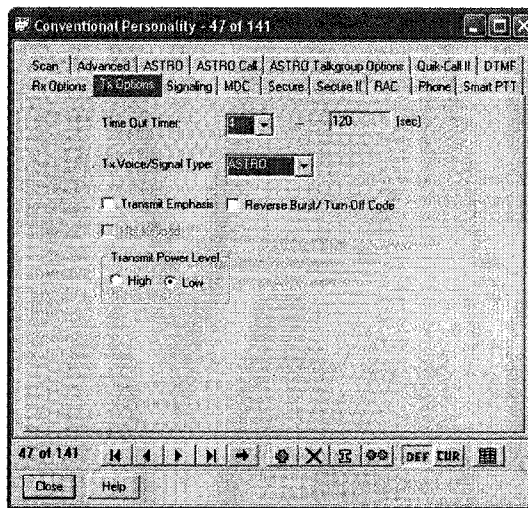 Conventional Personality - 47 of 141
Scan Advanced ASTRO ASTRO Call ASTRO Talkgroup Options Quik-Call II DTMF
Rx Options Tx Options Signaling MDC Secure Secure II RAC Phone Smart PTT
Time Out Timer: 4 -- 120 (sec)
Tx Voice/Signal Type: ASTRO
Transmit Emphasis Reverse Burst/ Turn-Off Code
Transmit Power Level
High Low
47 of 141 DEF CUR
Close Help